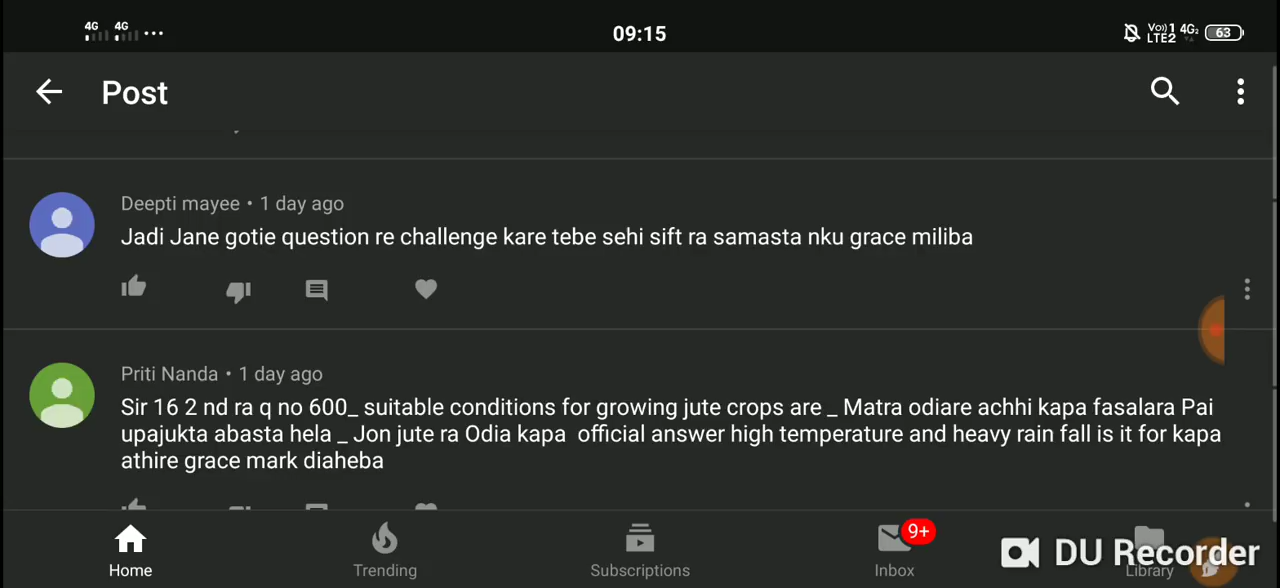 4G 4G ...
09:15
Vo)) 1 4G2
LTE2
63
Post
Deepti mayee • 1 day ago
Jadi Jane gotie question re challenge kare tebe sehi sift ra samasta nku grace miliba
Priti Nanda • 1 day ago
Sir 16 2 nd ra q no 600_ suitable conditions for growing jute crops are _ Matra odiare achhi kapa fasalara Pai
upajukta abasta hela _ Jon jute ra Odia kapa official answer high temperature and heavy rain fall is it for kapa
athire grace mark diaheba
9+
DU Recorder
Home
Trending
Subscriptions
Inbox
Library